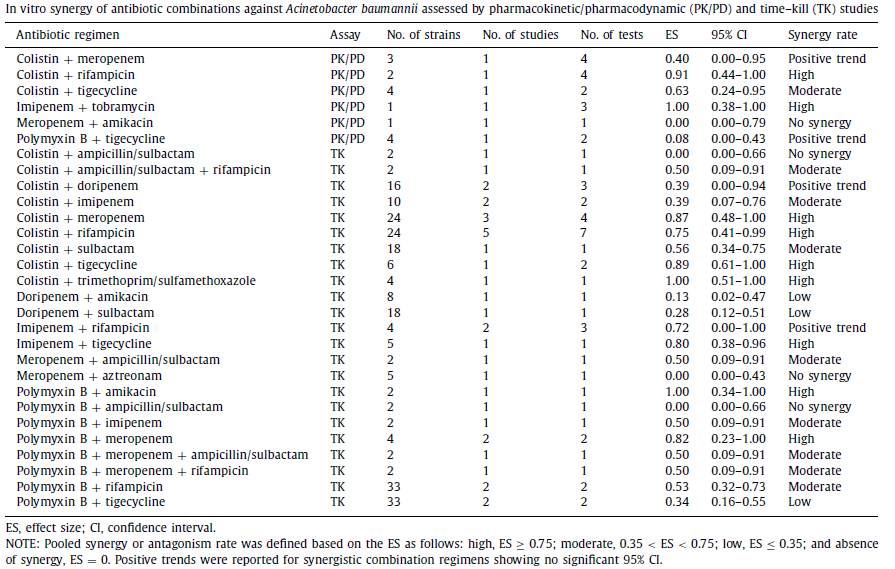 In vitro synergy of antibiotic combinations against Acinetobacter baumannii assessed by pharmacokinetic/pharmacodynamic (PK/PD) and time–kill (TK) studies
Antibiotic regimen Assay No. of strains No. of studies No. of tests ES 95% CI Synergy rate
Colistin + meropenem PK/PD 3 1 4 0.40 0.00–0.95 Positive trend
Colistin + rifampicin PK/PD 2 1 4 0.91 0.44–1.00 High
Colistin + tigecycline PK/PD 4 1 2 0.63 0.24–0.95 Moderate
Imipenem + tobramycin PK/PD 1 1 3 1.00 0.38–1.00 High
Meropenem + amikacin PK/PD 1 1 1 0.00 0.00–0.79 No synergy
Polymyxin B + tigecycline PK/PD 4 1 2 0.08 0.00–0.43 Positive trend
Colistin + ampicillin/sulbactam TK 2 1 1 0.00 0.00–0.66 No synergy
Colistin + ampicillin/sulbactam + rifampicin TK 2 1 1 0.50 0.09–0.91 Moderate
Colistin + doripenem TK 16 2 3 0.39 0.00–0.94 Positive trend
Colistin + imipenem TK 10 2 2 0.39 0.07–0.76 Moderate
Colistin + meropenem TK 24 3 4 0.87 0.48–1.00 High
Colistin + rifampicin TK 24 5 7 0.75 0.41–0.99 High
Colistin + sulbactam TK 18 1 1 0.56 0.34–0.75 Moderate
Colistin + tigecycline TK 6 1 2 0.89 0.61–1.00 High
Colistin + trimethoprim/sulfamethoxazole TK 4 1 1 1.00 0.51–1.00 High
Doripenem + amikacin TK 8 1 1 0.13 0.02–0.47 Low
Doripenem + sulbactam TK 18 1 1 0.28 0.12–0.51 Low
Imipenem + rifampicin TK 4 2 3 0.72 0.00–1.00 Positive trend
Imipenem + tigecycline TK 5 1 1 0.80 0.38–0.96 High
Meropenem + ampicillin/sulbactam TK 2 1 1 0.50 0.09–0.91 Moderate
Meropenem + aztreonam TK 5 1 1 0.00 0.00–0.43 No synergy
Polymyxin B + amikacin TK 2 1 1 1.00 0.34–1.00 High
Polymyxin B + ampicillin/sulbactam TK 2 1 1 0.00 0.00–0.66 No synergy
Polymyxin B + imipenem TK 2 1 1 0.50 0.09–0.91 Moderate
Polymyxin B + meropenem TK 4 2 2 0.82 0.23–1.00 High
Polymyxin B + meropenem + ampicillin/sulbactam TK 2 1 1 0.50 0.09–0.91 Moderate
Polymyxin B + meropenem + rifampicin TK 2 1 1 0.50 0.09–0.91 Moderate
Polymyxin B + rifampicin TK 33 2 2 0.53 0.32–0.73 Moderate
Polymyxin B + tigecycline TK 33 2 2 0.34 0.16–0.55 Low
ES, effect size; CI, confidence interval.
NOTE: Pooled synergy or antagonism rate was defined based on the ES as follows: high, ES ≥ 0.75; moderate, 0.35 < ES < 0.75; low, ES ≤ 0.35; and absence
of synergy, ES = 0. Positive trends were reported for synergistic combination regimens showing no significant 95% CI.